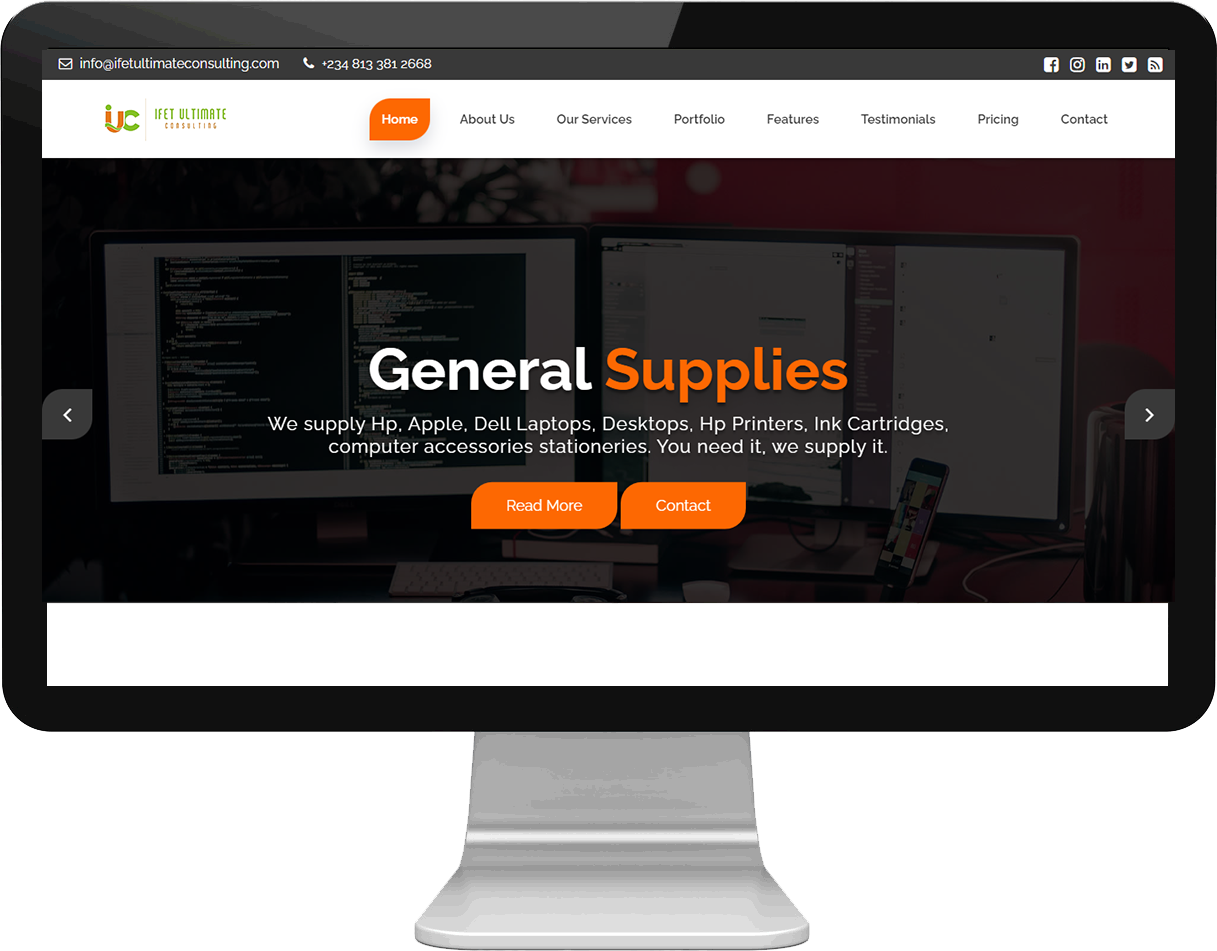 info@ifetultimateconsulting.com +234 813 381 2668
IFET ULTIMATE
CONSULTING
Home About Us Our Services Portfolio Features Testimonials Pricing Contact
General Supplies
We supply Hp, Apple, Dell Laptops, Desktops, Hp Printers, Ink Cartridges,
computer accessories stationeries. You need it, we supply it.
Read More Contact